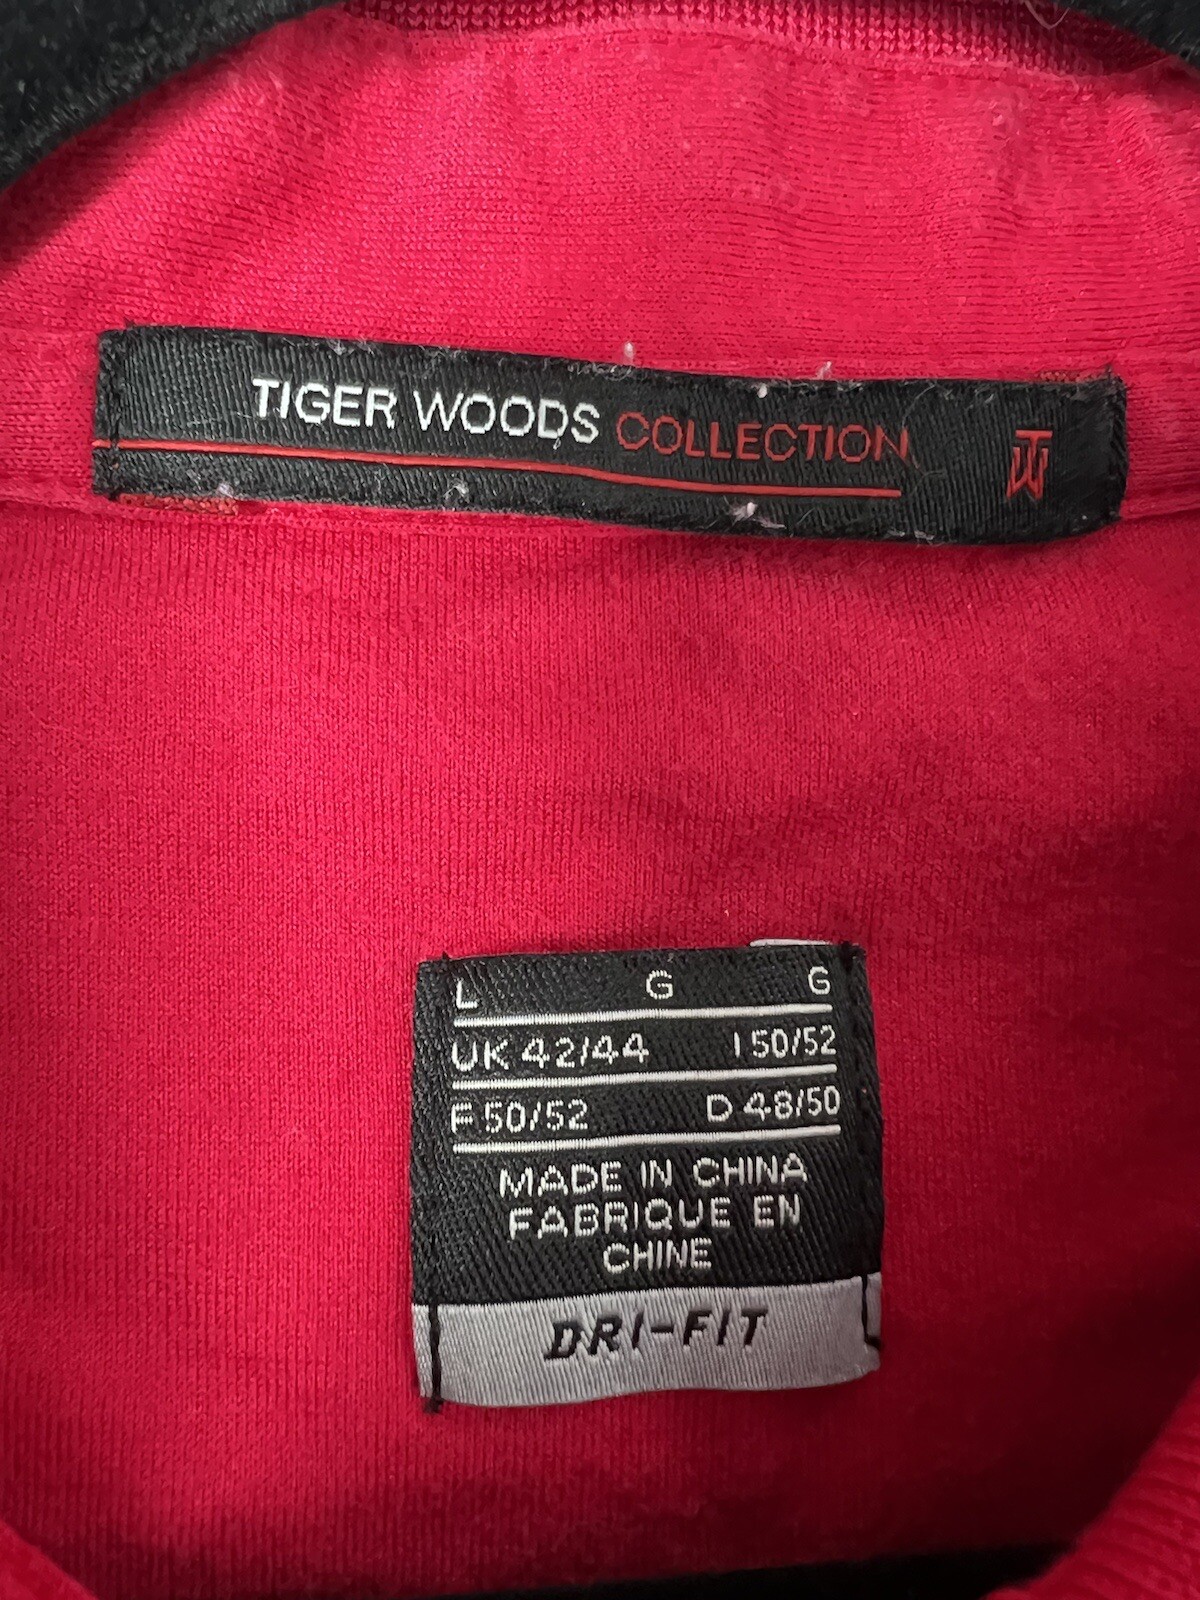 TIGER WOODS COLLECTION TW
L G G
UK 42/44 I 50/52
F 50/52 D 48/50
MADE IN CHINA
FABRIQUE EN
CHINE
DRI-FIT